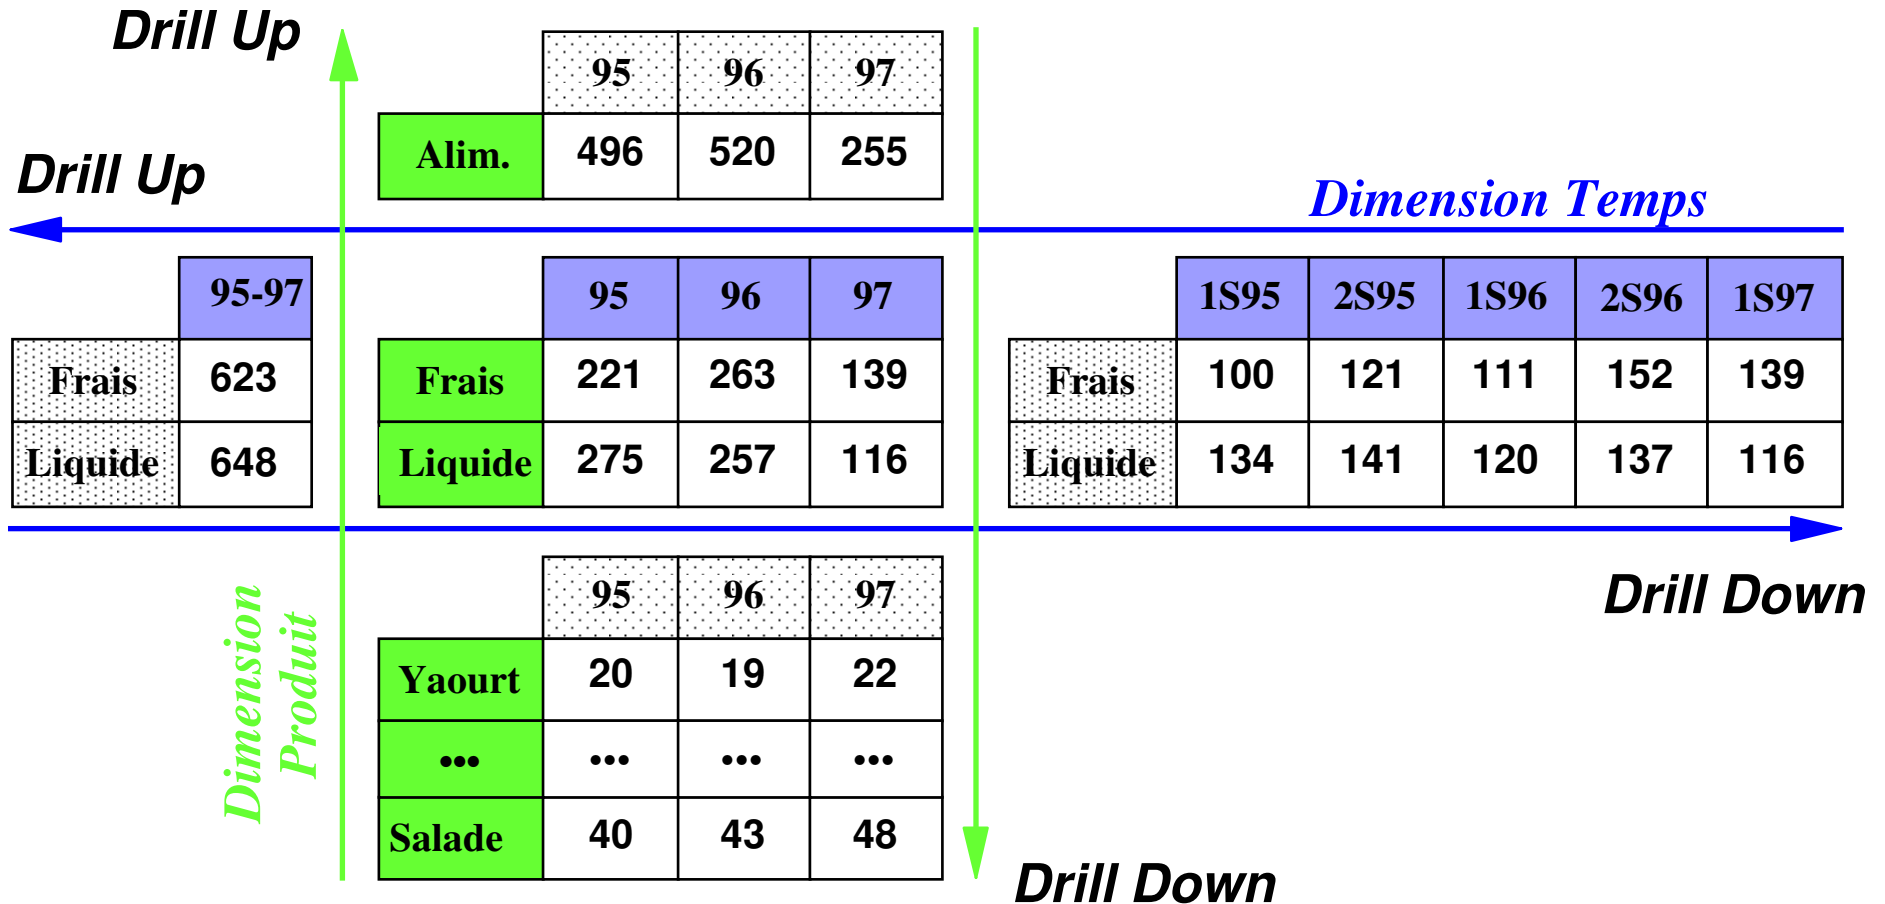 Drill Up
95 96 97
Alim. 496 520 255
Drill Up
Dimension Temps
95-97
Frais 623
Liquide 648
95 96 97
Frais 221 263 139
Liquide 275 257 116
1S95 2S95 1S96 2S96 1S97
Frais 100 121 111 152 139
Liquide 134 141 120 137 116
Drill Down
Dimension
Produit
95 96 97
Yaourt 20 19 22
... ... ... ...
Salade 40 43 48
Drill Down